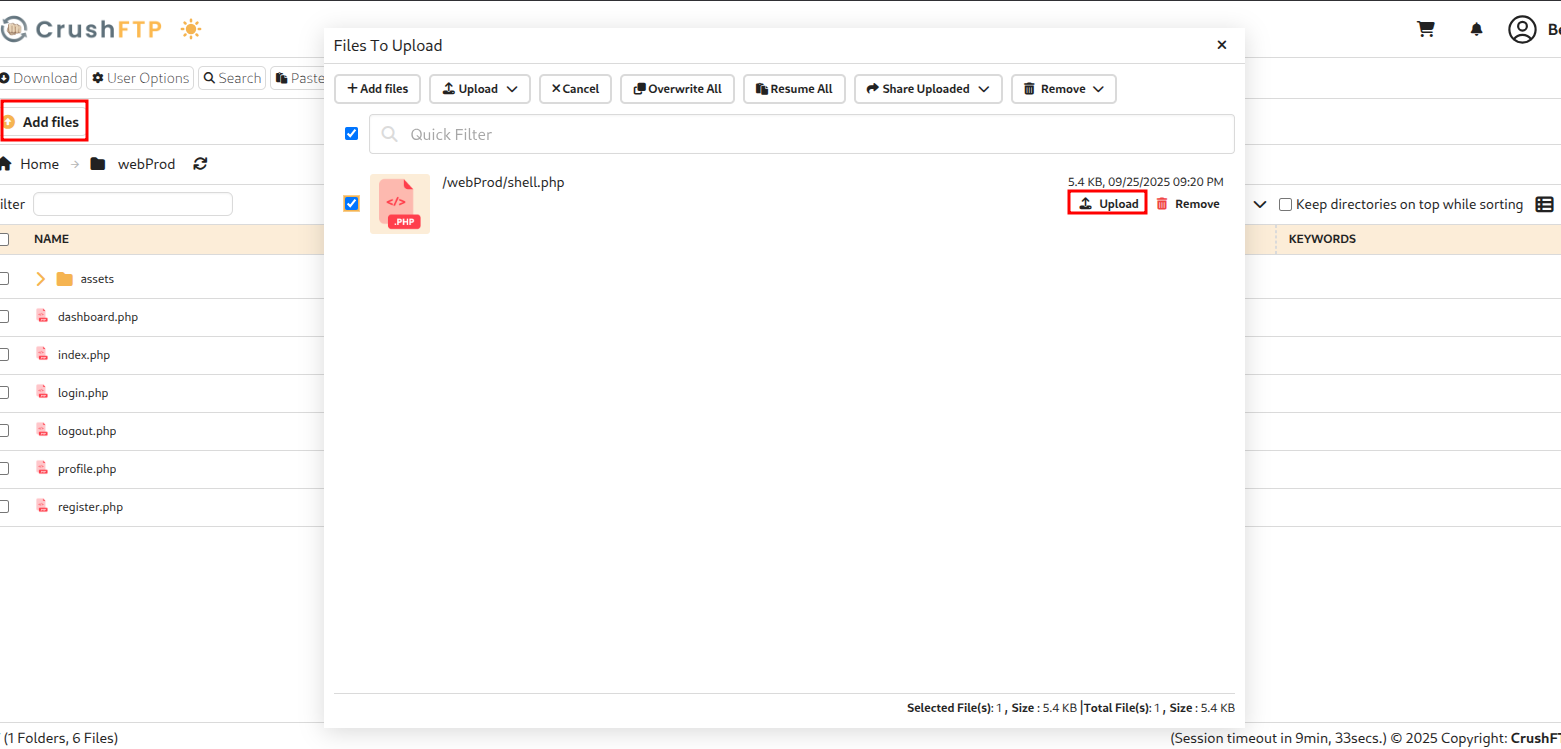 CrushFTP
Be
Download User Options Search Paste
Add files
Home webProd
ilter
NAME
assets
dashboard.php
index.php
login.php
logout.php
profile.php
register.php
(1 Folders, 6 Files)
Files To Upload
Add files Upload Cancel Overwrite All Resume All Share Uploaded Remove
Quick Filter
</>
.PHP
/webProd/shell.php
5.4 KB, 09/25/2025 09:20 PM
Upload Remove
Selected File(s): 1 , Size : 5.4 KB |Total File(s): 1 , Size : 5.4 KB
Keep directories on top while sorting
KEYWORDS
(Session timeout in 9min, 33secs.) © 2025 Copyright: CrushFT